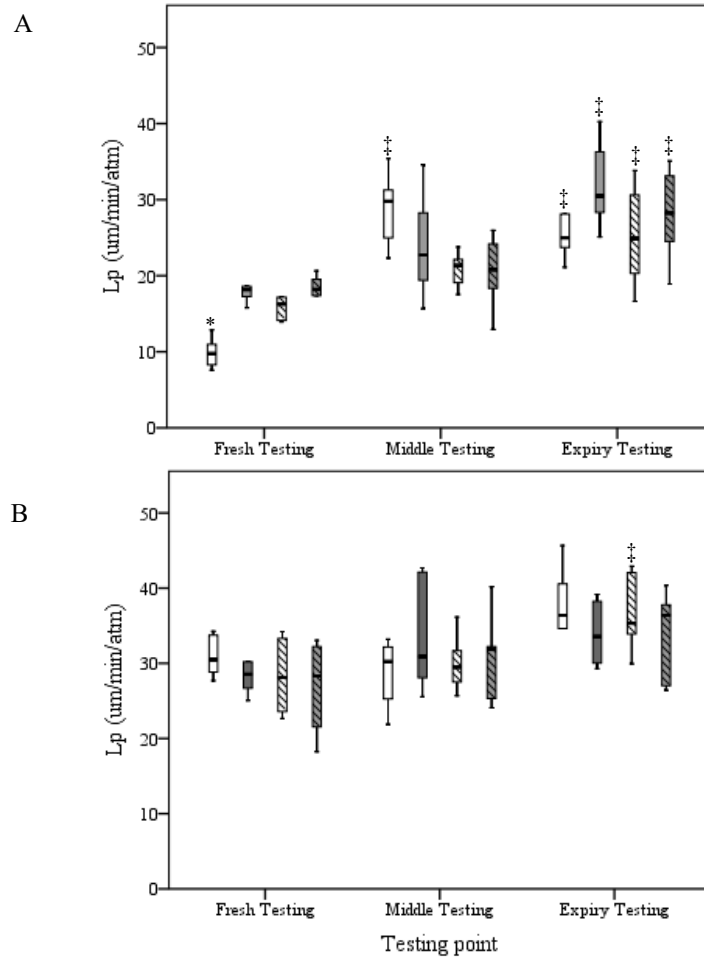 A
50
40
30
20
10
0
Lp (um/min/atm)
*
‡
‡
‡
‡
‡
Fresh Testing Middle Testing Expiry Testing
B
50
40
30
20
10
0
Lp (um/min/atm)
‡
Fresh Testing Middle Testing Expiry Testing
Testing point